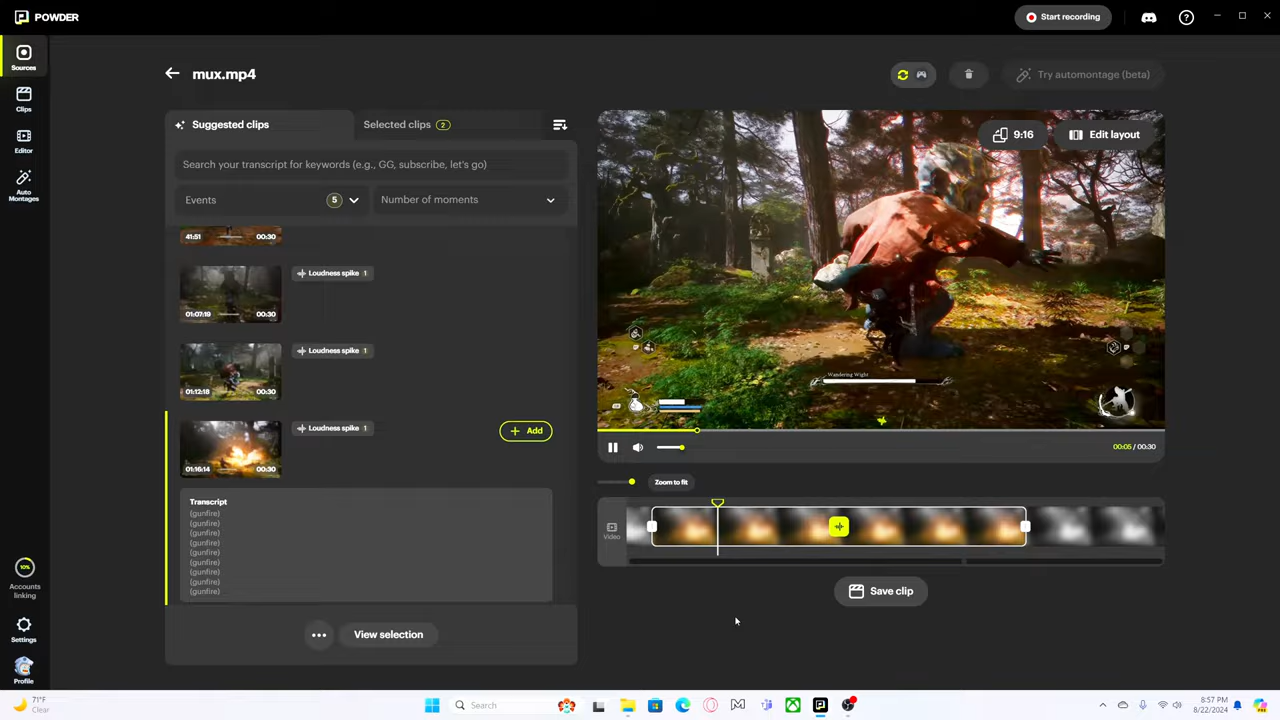 POWDER
Start recording
Sources
mux.mp4
Try automontage (beta)
Clips
Editor
Auto
Montages
Suggested clips
Selected clips 2
Search your transcript for keywords (e.g., GG, subscribe, let's go)
Events 5
Number of moments
41:51 00:30
Loudness spike 1
01:07:19 00:30
Loudness spike 1
01:12:18 00:30
Loudness spike 1
Add
01:16:14 00:30
Transcript
(gunfire)
(gunfire)
(gunfire)
(gunfire)
(gunfire)
(gunfire)
(gunfire)
(gunfire)
(gunfire)
View selection
9:16
Edit layout
Wandering Wight
00:05 / 00:30
Zoom to fit
Video
Save clip
10%
Accounts
linking
Settings
Profile
71°F
Clear
Search
8:57 PM
8/22/2024